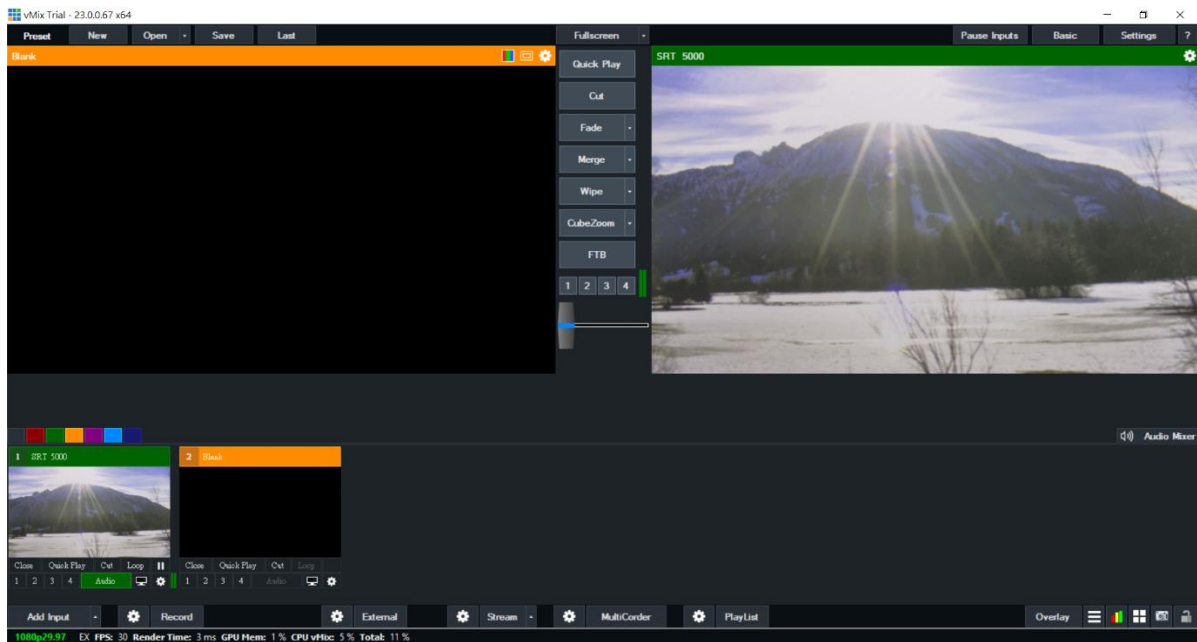 vMix Trial - 23.0.0.67 x64
Preset New Open Save Last Fullscreen Pause Inputs Basic Settings ?
Blank
SRT 5000
Quick Play
Cut
Fade
Merge
Wipe
CubeZoom
FTB
1 2 3 4
Audio Mixer
1 SRT 5000 2 Blank
Close Quick Play Cut Loop Close Quick Play Cut Loop
1 2 3 4 Audio 1 2 3 4 Audio
Add Input Record External Stream MultiCorder PlayList Overlay
1080p29.97 EX FPS: 30 Render Time: 3 ms GPU Mem: 1 % CPU vMix: 5 % Total: 11 %